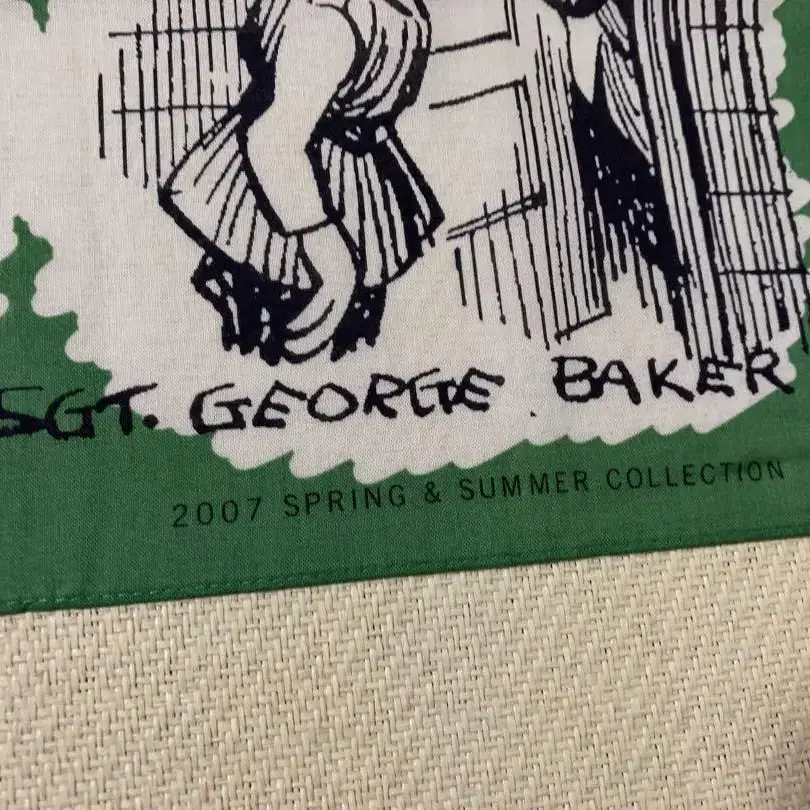 SGT. GEORGE BAKER
2007 SPRING & SUMMER COLLECTION